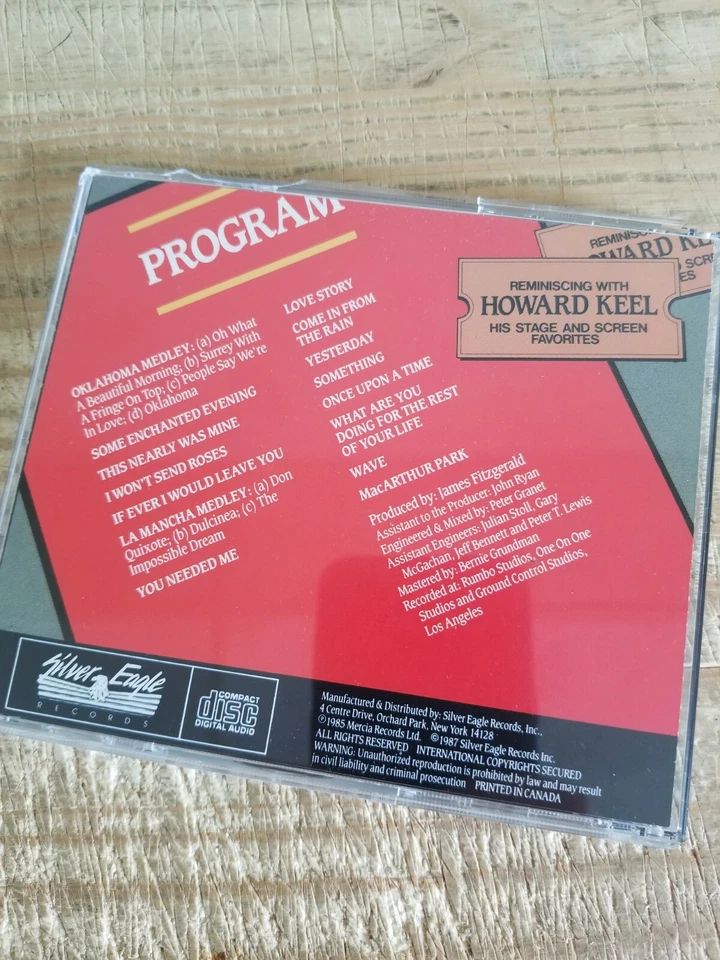 PROGRAM
OKLAHOMA MEDLEY: (a) Oh What
A Beautiful Morning; (b) Surrey With
A Fringe On Top; (c) People Say We're
In Love; (d) Oklahoma
SOME ENCHANTED EVENING
THIS NEARLY WAS MINE
I WON'T SEND ROSES
IF EVER I WOULD LEAVE YOU
LA MANCHA MEDLEY: (a) Don
Quixote; (b) Dulcinea; (c) The
Impossible Dream
YOU NEEDED ME
LOVE STORY
COME IN FROM
THE RAIN
YESTERDAY
SOMETHING
ONCE UPON A TIME
WHAT ARE YOU
DOING FOR THE REST
OF YOUR LIFE
WAVE
MacARTHUR PARK
Produced by: James Fitzgerald
Assistant to the Producer: John Ryan
Engineered & Mixed by: Peter Granet
Assistant Engineers: Julian Stoll, Gary
McGachan, Jeff Bennett and Peter T. Lewis
Mastered by: Bernie Grundman
Recorded at: Rumbo Studios, One On One
Studios and Ground Control Studios,
Los Angeles
REMINISCING WITH
HOWARD KEEL
HIS STAGE AND SCREEN
FAVORITES
Silver Eagle
RECORDS
COMPACT
disc
DIGITAL AUDIO
Manufactured & Distributed by: Silver Eagle Records, Inc.,
4 Centre Drive, Orchard Park, New York 14128
℗1985 Mercia Records Ltd. ©1987 Silver Eagle Records Inc.
ALL RIGHTS RESERVED INTERNATIONAL COPYRIGHTS SECURED
WARNING: Unauthorized reproduction is prohibited by law and may result
in civil liability and criminal prosecution PRINTED IN CANADA